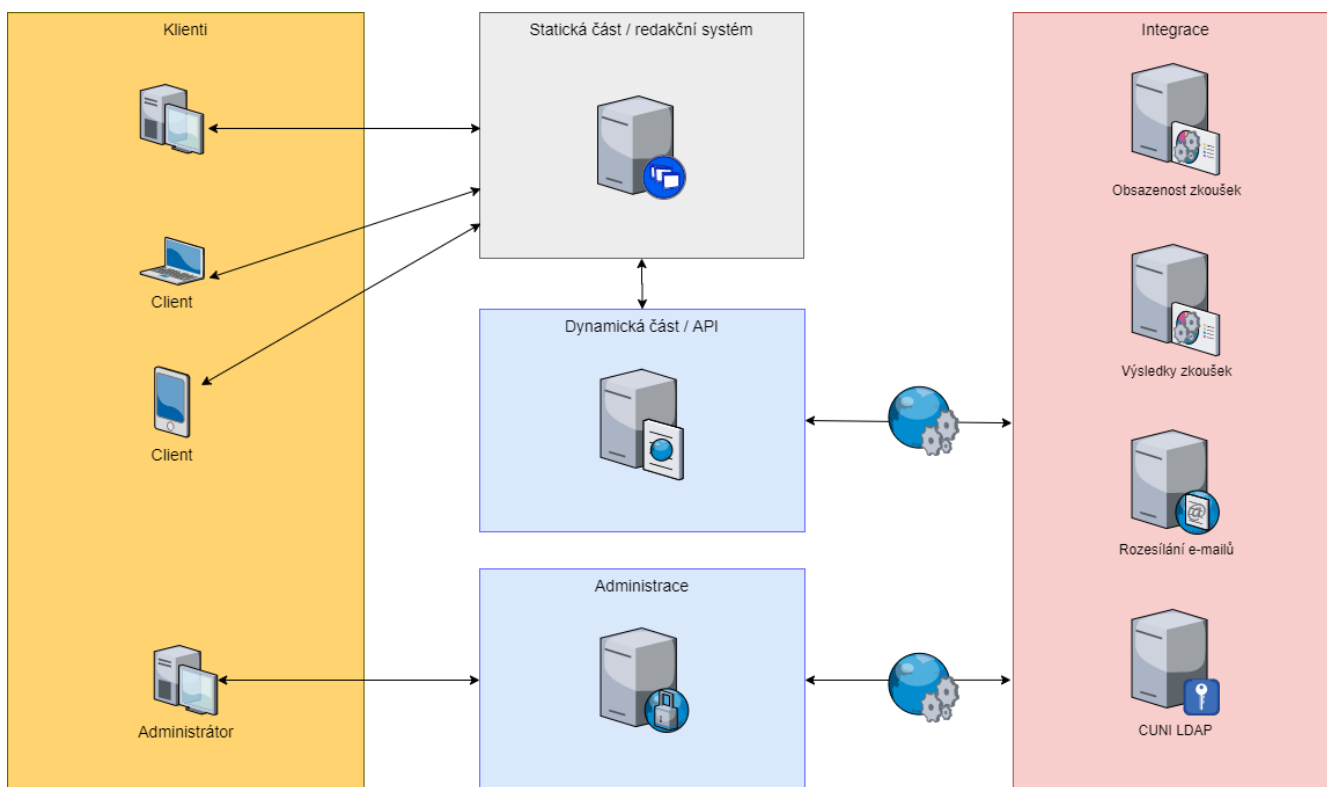 Klienti
Client
Client
Administrátor
Statická část / redakční systém
Dynamická část / API
Administrace
Integrace
Obsazenost zkoušek
Výsledky zkoušek
Rozesílání e-mailů
CUNI LDAP